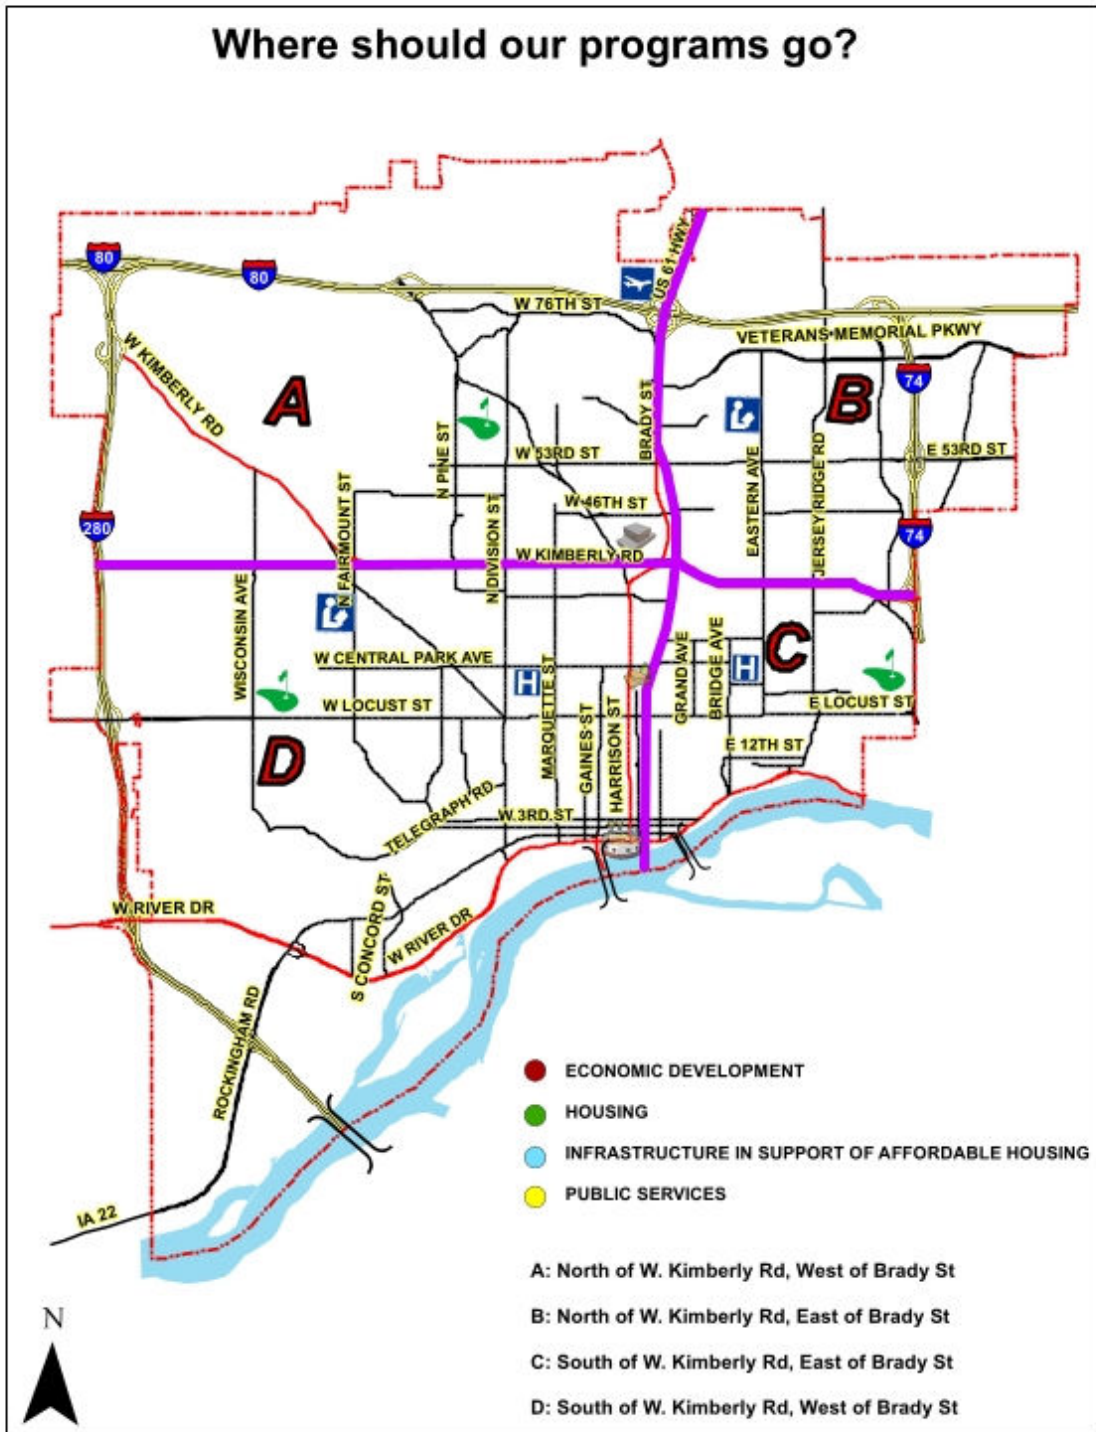 Where should our programs go?
80
80
US 61 HWY
W 76TH ST
VETERANS MEMORIAL PKWY
W KIMBERLY RD
A
B
74
BRADY ST
N PINE ST
W 53RD ST
E 53RD ST
EASTERN AVE
JERSEY RIDGE RD
N FAIRMOUNT ST
N DIVISION ST
W 46TH ST
280
74
W KIMBERLY RD
WISCONSIN AVE
C
W CENTRAL PARK AVE
H
H
MARQUETTE ST
GRAND AVE
BRIDGE AVE
W LOCUST ST
E LOCUST ST
GAINES ST
HARRISON ST
D
E 12TH ST
TELEGRAPH RD
W 3RD ST
W RIVER DR
S CONCORD ST
W RIVER DR
ROCKINGHAM RD
IA 22
ECONOMIC DEVELOPMENT
HOUSING
INFRASTRUCTURE IN SUPPORT OF AFFORDABLE HOUSING
PUBLIC SERVICES
A: North of W. Kimberly Rd, West of Brady St
B: North of W. Kimberly Rd, East of Brady St
C: South of W. Kimberly Rd, East of Brady St
D: South of W. Kimberly Rd, West of Brady St
N